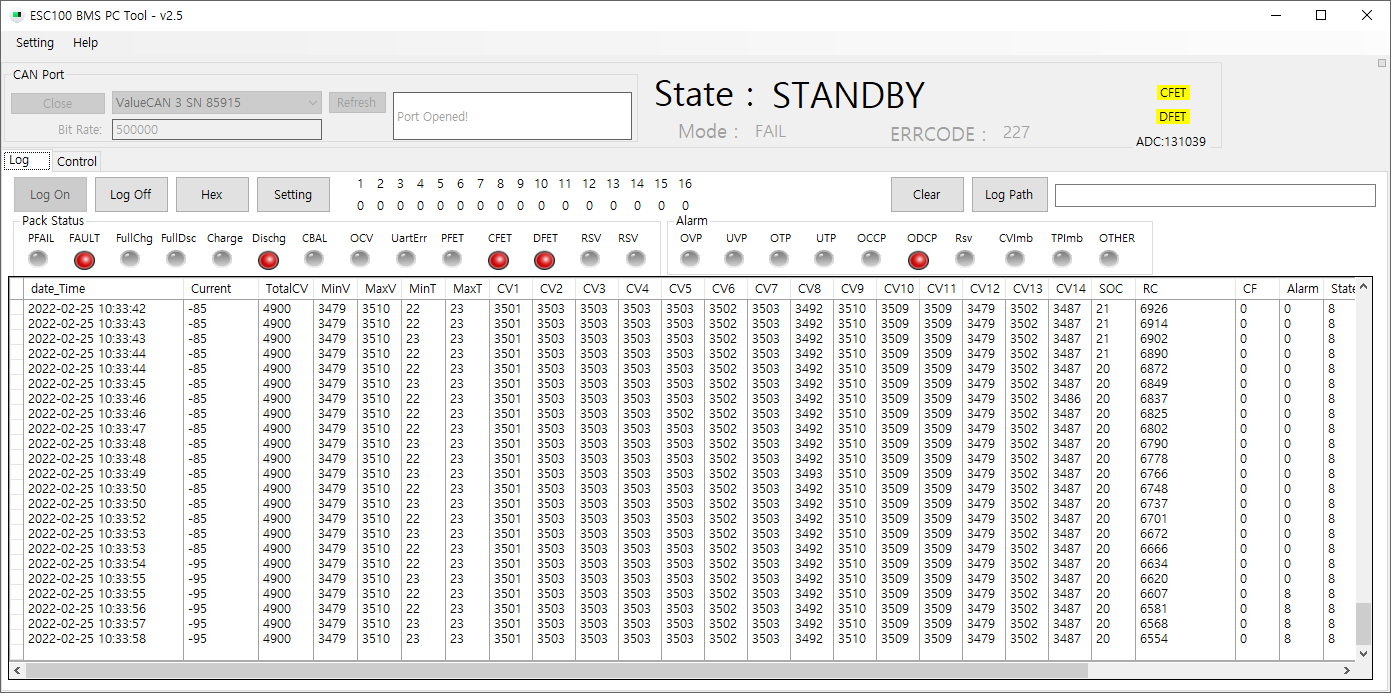 ESC100 BMS PC Tool - v2.5
Setting Help
CAN Port
Close ValueCAN 3 SN 85915 Refresh Port Opened!
Bit Rate: 500000
State : STANDBY
Mode : FAIL ERRCODE : 227
CFET
DFET
ADC:131039
Log Control
Log On Log Off Hex Setting 1 2 3 4 5 6 7 8 9 10 11 12 13 14 15 16 Clear Log Path
0 0 0 0 0 0 0 0 0 0 0 0 0 0 0 0
Pack Status Alarm
PFAIL FAULT FullChg FullDsc Charge Dischg CBAL OCV UartErr PFET CFET DFET RSV RSV OVP UVP OTP UTP OCCP ODCP Rsv CVImb TPImb OTHER
date_Time Current TotalCV MinV MaxV MinT MaxT CV1 CV2 CV3 CV4 CV5 CV6 CV7 CV8 CV9 CV10 CV11 CV12 CV13 CV14 SOC RC CF Alarm State
2022-02-25 10:33:42 -85 4900 3479 3510 22 23 3501 3503 3503 3503 3503 3502 3503 3492 3510 3509 3509 3479 3502 3487 21 6926 0 0 8
2022-02-25 10:33:43 -85 4900 3479 3510 22 23 3501 3503 3503 3503 3503 3502 3503 3492 3510 3509 3509 3479 3502 3487 21 6914 0 0 8
2022-02-25 10:33:43 -85 4900 3479 3510 23 23 3501 3503 3503 3503 3503 3502 3503 3492 3510 3509 3509 3479 3502 3487 21 6902 0 0 8
2022-02-25 10:33:44 -85 4900 3479 3510 22 23 3501 3503 3503 3503 3503 3502 3503 3492 3510 3509 3509 3479 3502 3487 21 6890 0 0 8
2022-02-25 10:33:44 -85 4900 3479 3510 22 23 3501 3503 3503 3503 3503 3502 3503 3492 3510 3509 3509 3479 3502 3487 20 6872 0 0 8
2022-02-25 10:33:45 -85 4900 3479 3510 23 23 3501 3503 3503 3503 3503 3503 3503 3492 3510 3509 3509 3479 3502 3487 20 6849 0 0 8
2022-02-25 10:33:46 -85 4900 3479 3510 22 23 3501 3503 3503 3503 3503 3502 3503 3492 3510 3509 3509 3479 3502 3486 20 6837 0 0 8
2022-02-25 10:33:46 -85 4900 3479 3510 22 23 3501 3503 3503 3503 3502 3502 3503 3492 3510 3509 3509 3479 3502 3487 20 6825 0 0 8
2022-02-25 10:33:47 -85 4900 3479 3510 22 23 3501 3503 3503 3503 3503 3502 3503 3492 3510 3509 3509 3479 3502 3487 20 6802 0 0 8
2022-02-25 10:33:48 -85 4900 3479 3510 23 23 3501 3503 3503 3503 3503 3503 3503 3492 3510 3509 3509 3479 3502 3487 20 6790 0 0 8
2022-02-25 10:33:48 -85 4900 3479 3510 22 23 3501 3503 3503 3503 3503 3502 3503 3492 3510 3509 3509 3479 3502 3487 20 6778 0 0 8
2022-02-25 10:33:49 -85 4900 3479 3510 23 23 3501 3503 3503 3503 3503 3502 3503 3493 3510 3509 3509 3479 3502 3487 20 6766 0 0 8
2022-02-25 10:33:50 -85 4900 3479 3510 22 23 3501 3503 3503 3503 3503 3502 3503 3492 3510 3509 3509 3479 3502 3487 20 6748 0 0 8
2022-02-25 10:33:50 -85 4900 3479 3510 23 23 3501 3503 3503 3503 3503 3502 3503 3492 3510 3509 3509 3479 3502 3487 20 6737 0 0 8
2022-02-25 10:33:52 -85 4900 3479 3510 22 23 3501 3503 3503 3503 3503 3502 3503 3492 3510 3509 3509 3479 3502 3487 20 6701 0 0 8
2022-02-25 10:33:53 -85 4900 3479 3510 23 23 3501 3503 3503 3503 3503 3503 3503 3492 3510 3509 3509 3479 3502 3487 20 6672 0 0 8
2022-02-25 10:33:53 -85 4900 3479 3510 22 23 3501 3503 3503 3503 3503 3502 3503 3492 3510 3509 3509 3479 3502 3487 20 6666 0 0 8
2022-02-25 10:33:54 -95 4900 3479 3510 22 23 3501 3503 3503 3503 3503 3502 3503 3492 3510 3509 3509 3479 3502 3487 20 6634 0 0 8
2022-02-25 10:33:55 -95 4900 3479 3510 23 23 3501 3503 3503 3503 3503 3503 3503 3492 3510 3509 3509 3479 3502 3487 20 6620 0 0 8
2022-02-25 10:33:55 -95 4900 3479 3510 22 23 3501 3503 3503 3503 3503 3502 3503 3492 3510 3509 3509 3479 3502 3487 20 6607 0 8 8
2022-02-25 10:33:56 -95 4900 3479 3510 22 23 3501 3503 3503 3503 3503 3502 3503 3492 3510 3509 3509 3479 3502 3487 20 6581 0 8 8
2022-02-25 10:33:57 -95 4900 3479 3510 23 23 3501 3503 3503 3503 3503 3503 3503 3492 3510 3509 3509 3479 3502 3487 20 6568 0 8 8
2022-02-25 10:33:58 -95 4900 3479 3510 23 23 3501 3503 3503 3503 3503 3502 3503 3492 3510 3509 3509 3479 3502 3487 20 6554 0 8 8